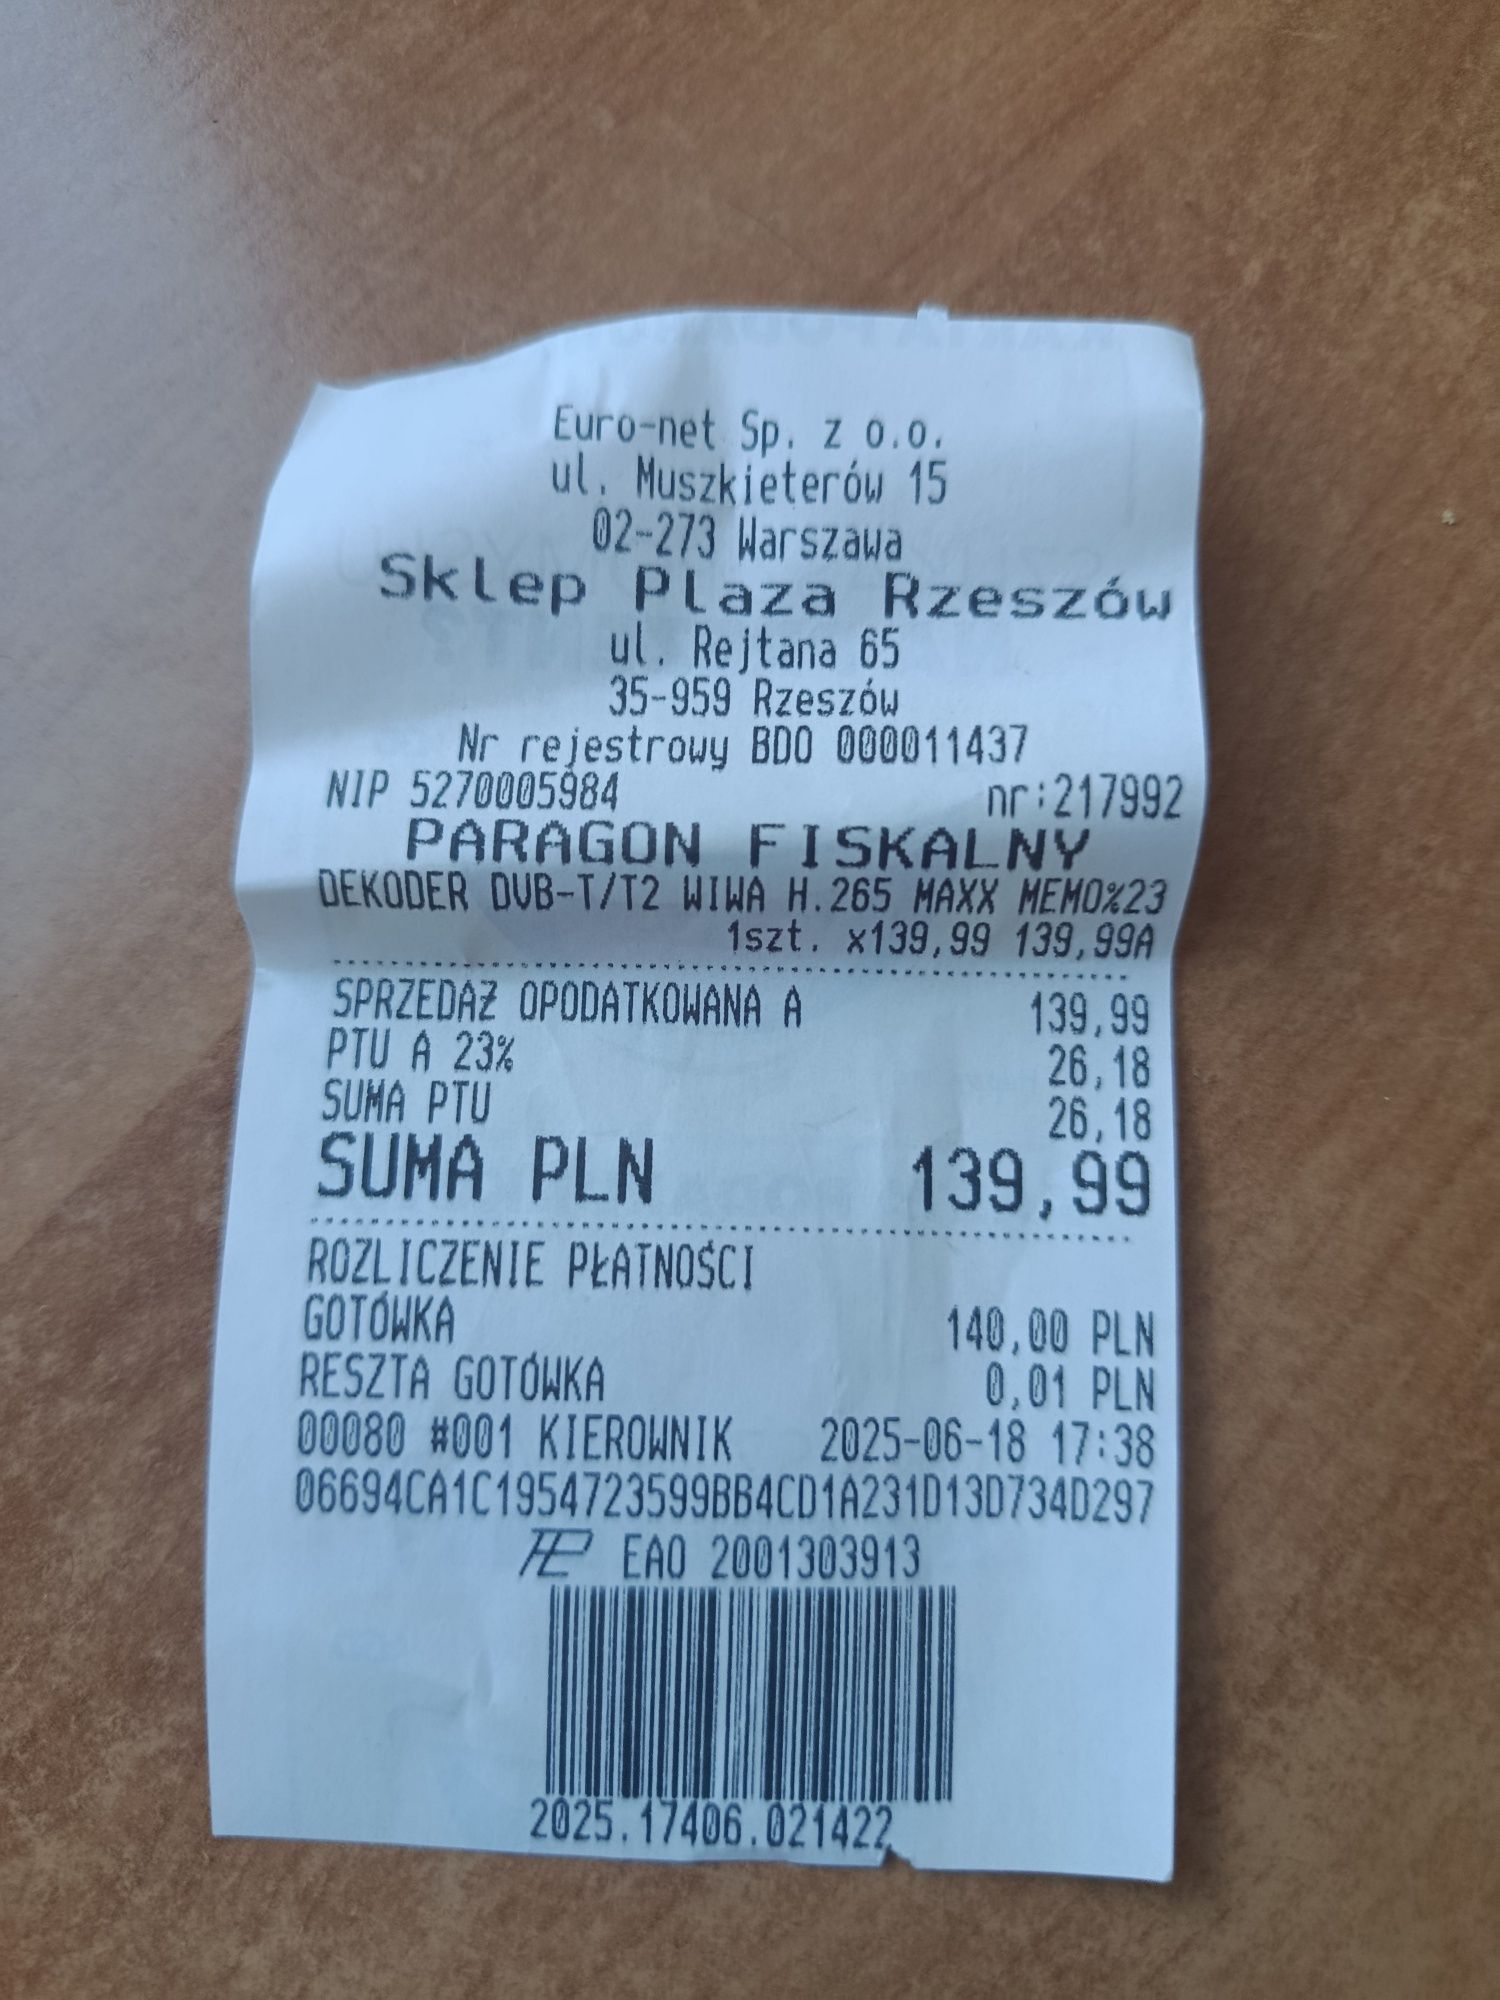 Euro-net Sp. z o.o.
ul. Muszkieterów 15
02-273 Warszawa
Sklep Plaza Rzeszów
ul. Rejtana 65
35-959 Rzeszów
Nr rejestrowy BDO 000011437
NIP 5270005984 nr:217992
PARAGON FISKALNY
DEKODER DVB-T/T2 WIWA H.265 MAXX MEMO%23
1szt. x139,99 139,99A
SPRZEDAŻ OPODATKOWANA A 139,99
PTU A 23% 26,18
SUMA PTU 26,18
SUMA PLN 139,99
ROZLICZENIE PŁATNOŚCI
GOTÓWKA 140,00 PLN
RESZTA GOTÓWKA 0,01 PLN
00080 #001 KIEROWNIK 2025-06-18 17:38
06694CA1C1954723599BB4CD1A231D13D734D297
EAO 2001303913
2025.17406.021422